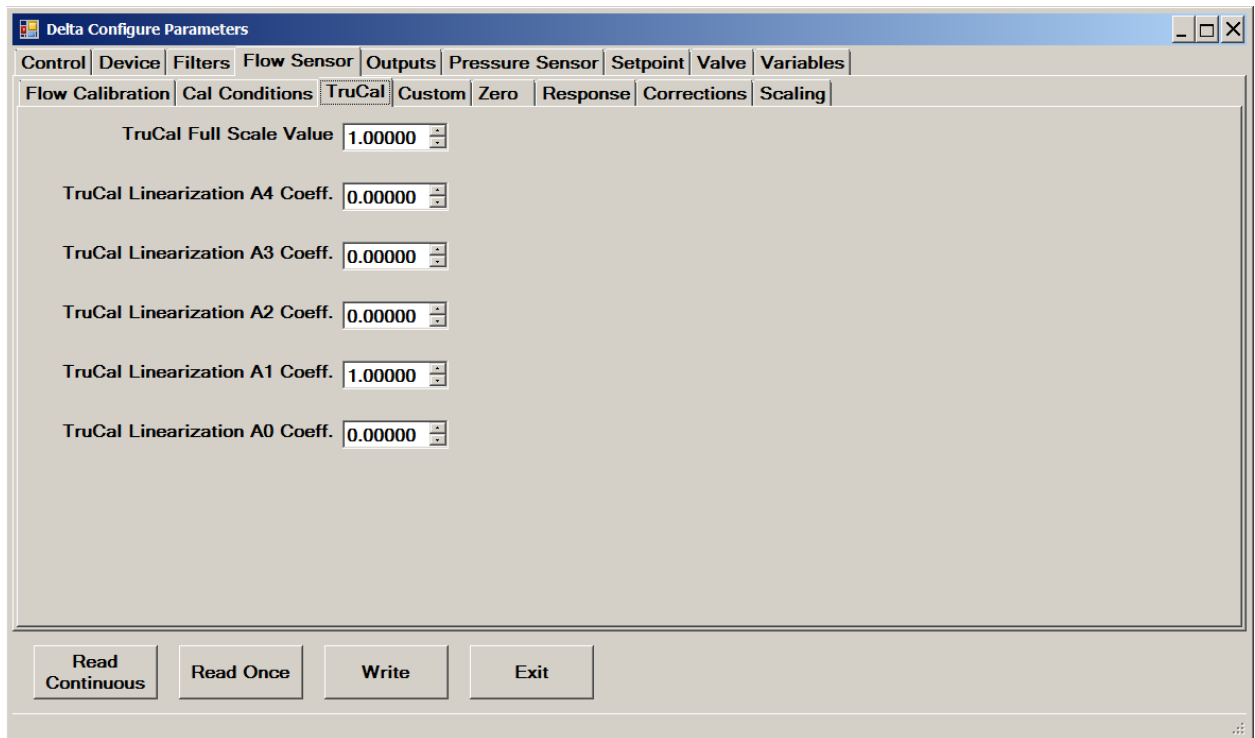 Delta Configure Parameters
Control Device Filters Flow Sensor Outputs Pressure Sensor Setpoint Valve Variables
Flow Calibration Cal Conditions TruCal Custom Zero Response Corrections Scaling
TruCal Full Scale Value 1.00000
TruCal Linearization A4 Coeff. 0.00000
TruCal Linearization A3 Coeff. 0.00000
TruCal Linearization A2 Coeff. 0.00000
TruCal Linearization A1 Coeff. 1.00000
TruCal Linearization A0 Coeff. 0.00000
Read Continuous Read Once Write Exit